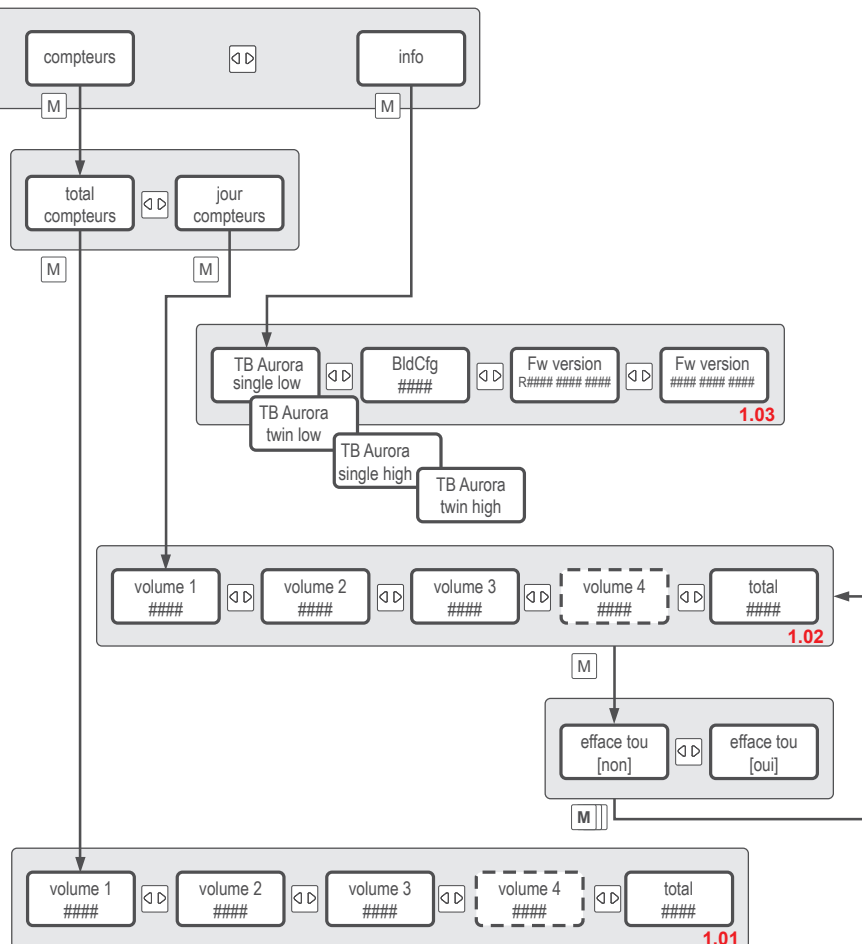 compteurs
info
M
M
total
compteurs
jour
compteurs
M
M
TB Aurora
single low
BldCfg
####
Fw version
R#### #### ####
Fw version
#### #### ####
1.03
TB Aurora
twin low
TB Aurora
single high
TB Aurora
twin high
volume 1
####
volume 2
####
volume 3
####
volume 4
####
total
####
1.02
M
efface tou
[non]
efface tou
[oui]
M
volume 1
####
volume 2
####
volume 3
####
volume 4
####
total
####
1.01